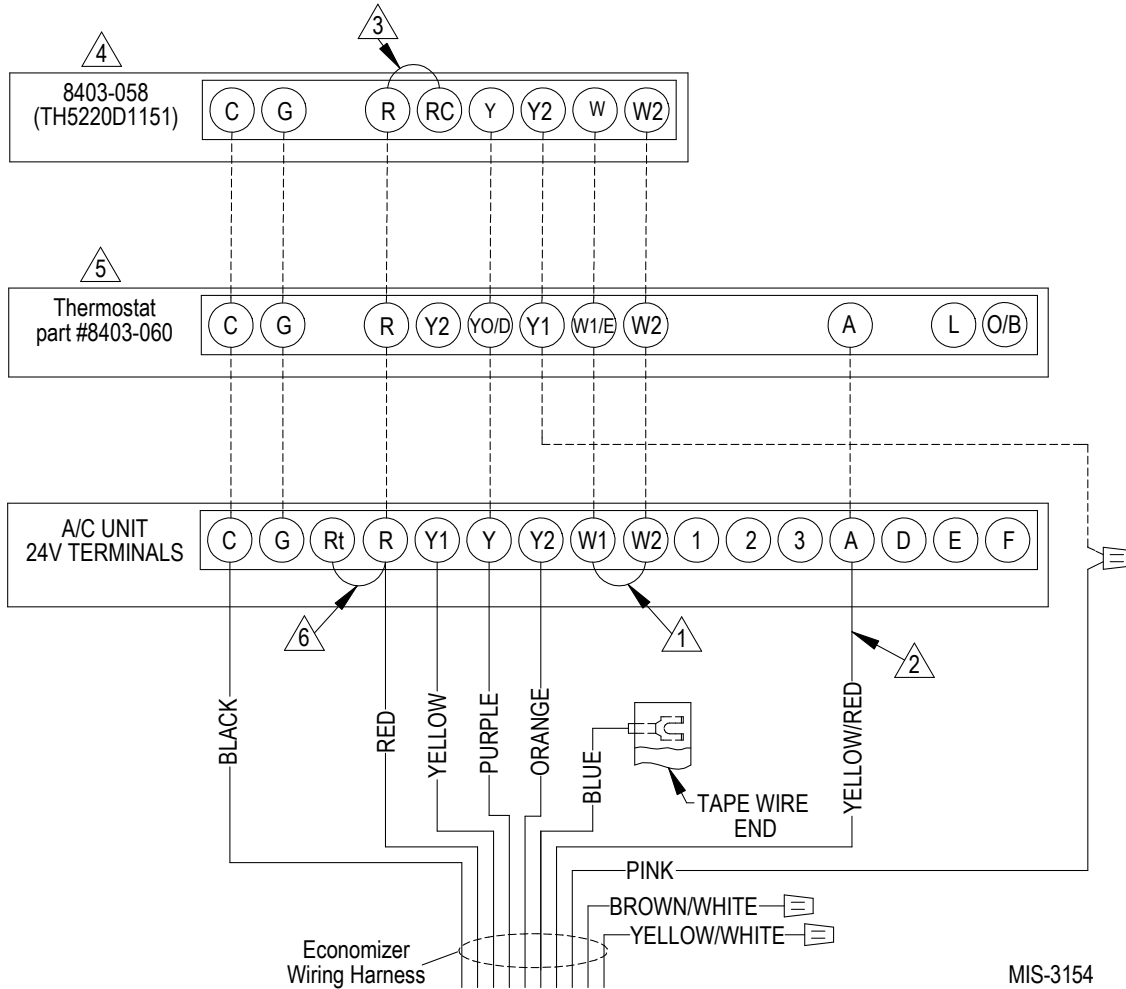 3
4
8403-058
(TH5220D1151)
C G R RC Y Y2 W W2
5
Thermostat
part #8403-060
C G R Y2 YO/D Y1 W1/E W2 A L O/B
A/C UNIT
24V TERMINALS
C G Rt R Y1 Y Y2 W1 W2 1 2 3 A D E F
6
1
2
BLACK
RED
YELLOW
PURPLE
ORANGE
BLUE
YELLOW/RED
TAPE WIRE
END
PINK
BROWN/WHITE
YELLOW/WHITE
Economizer
Wiring Harness
MIS-3154